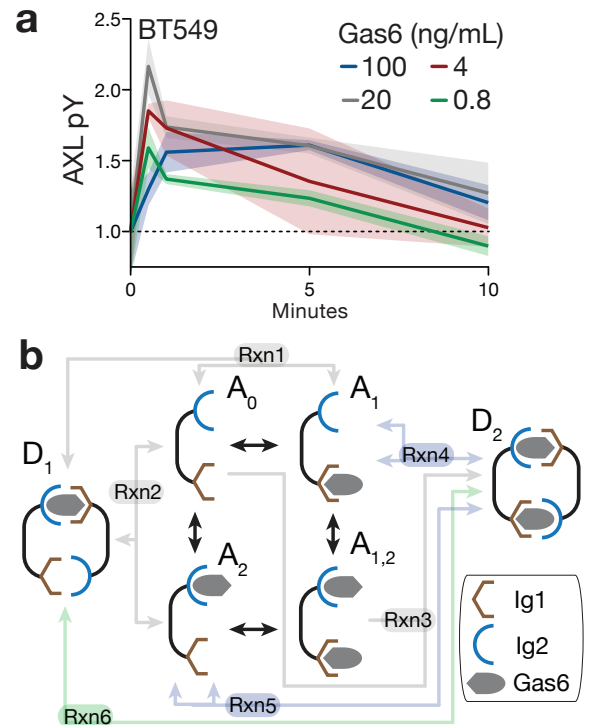 a
BT549
Gas6 (ng/mL)
100 4
20 0.8
AXL pY
2.5
2.0
1.5
1.0
0 5 10
Minutes
b
Rxn1
A0
A1
D1
D2
Rxn4
Rxn2
A2
A1,2
Rxn3
Ig1
Ig2
Gas6
Rxn5
Rxn6